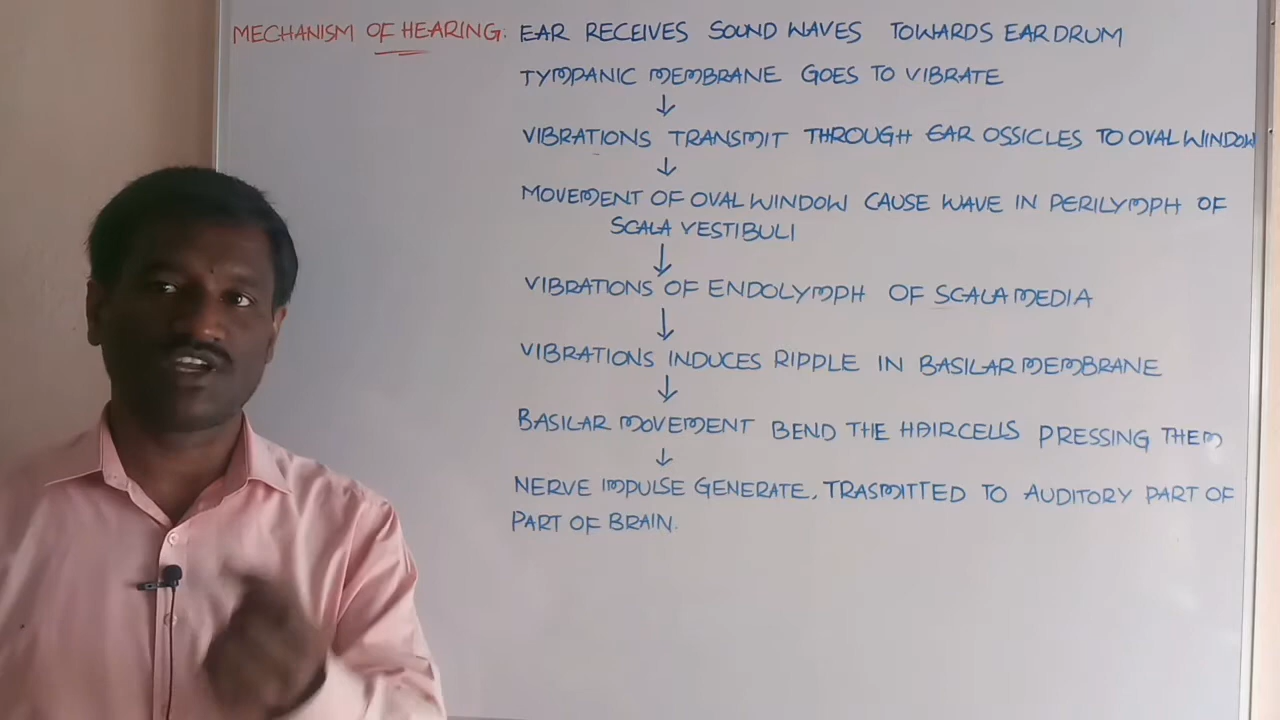 MECHANISM OF HEARING: EAR RECEIVES SOUND WAVES TOWARDS EAR DRUM
TYMPANIC MEMBRANE GOES TO VIBRATE
↓
VIBRATIONS TRANSMIT THROUGH EAR OSSICLES TO OVAL WINDOW
↓
MOVEMENT OF OVAL WINDOW CAUSE WAVE IN PERILYMPH OF
SCALA VESTIBULI
↓
VIBRATIONS OF ENDOLYMPH OF SCALA MEDIA
↓
VIBRATIONS INDUCES RIPPLE IN BASILAR MEMBRANE
↓
BASILAR MOVEMENT BEND THE HAIRCELLS PRESSING THEM
↓
NERVE IMPULSE GENERATE, TRASMITTED TO AUDITORY PART OF
PART OF BRAIN.